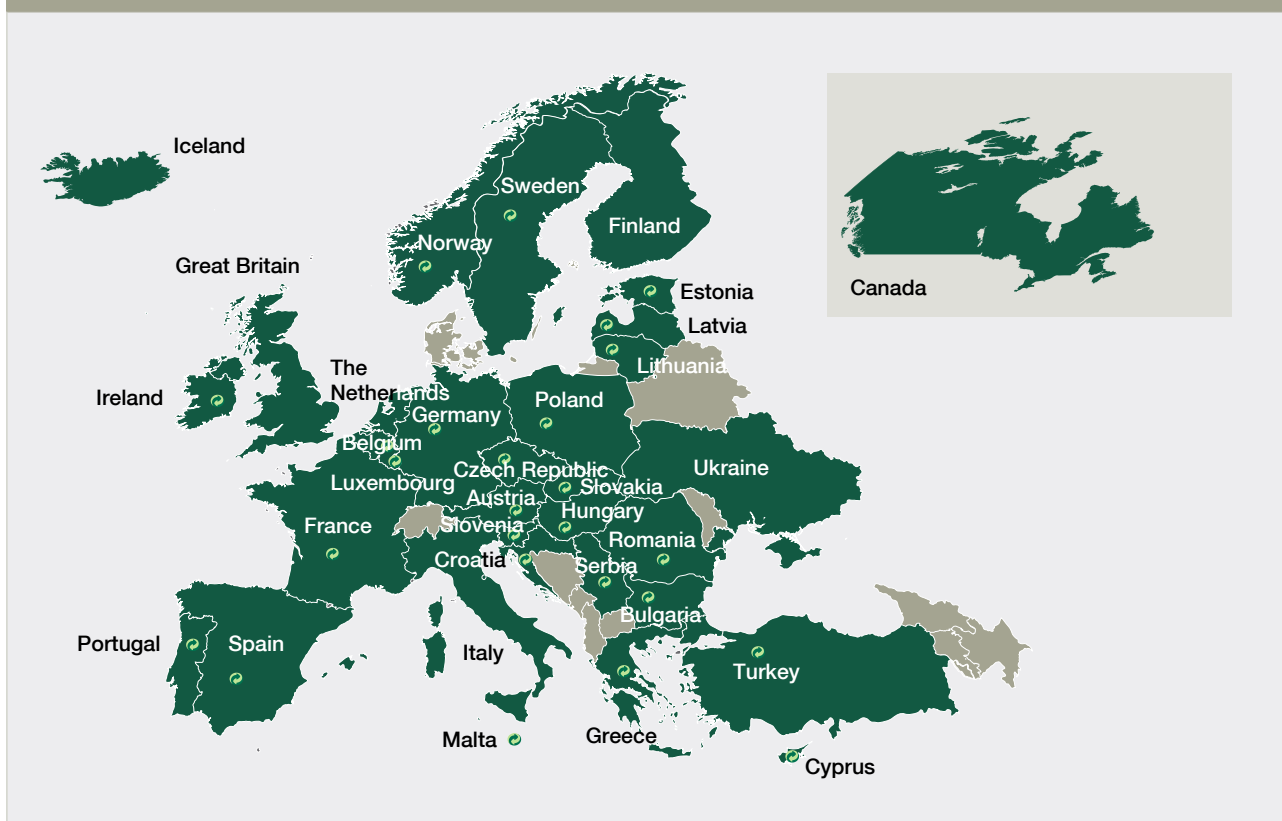 Iceland
Sweden
Finland
Norway
Great Britain
Estonia
Canada
Latvia
The
Netherlands
Lithuania
Ireland
Poland
Germany
Belgium
Czech Republic
Ukraine
Luxembourg
Slovakia
Austria
Hungary
France
Slovenia
Romania
Croatia
Serbia
Bulgaria
Portugal
Spain
Italy
Turkey
Malta
Greece
Cyprus